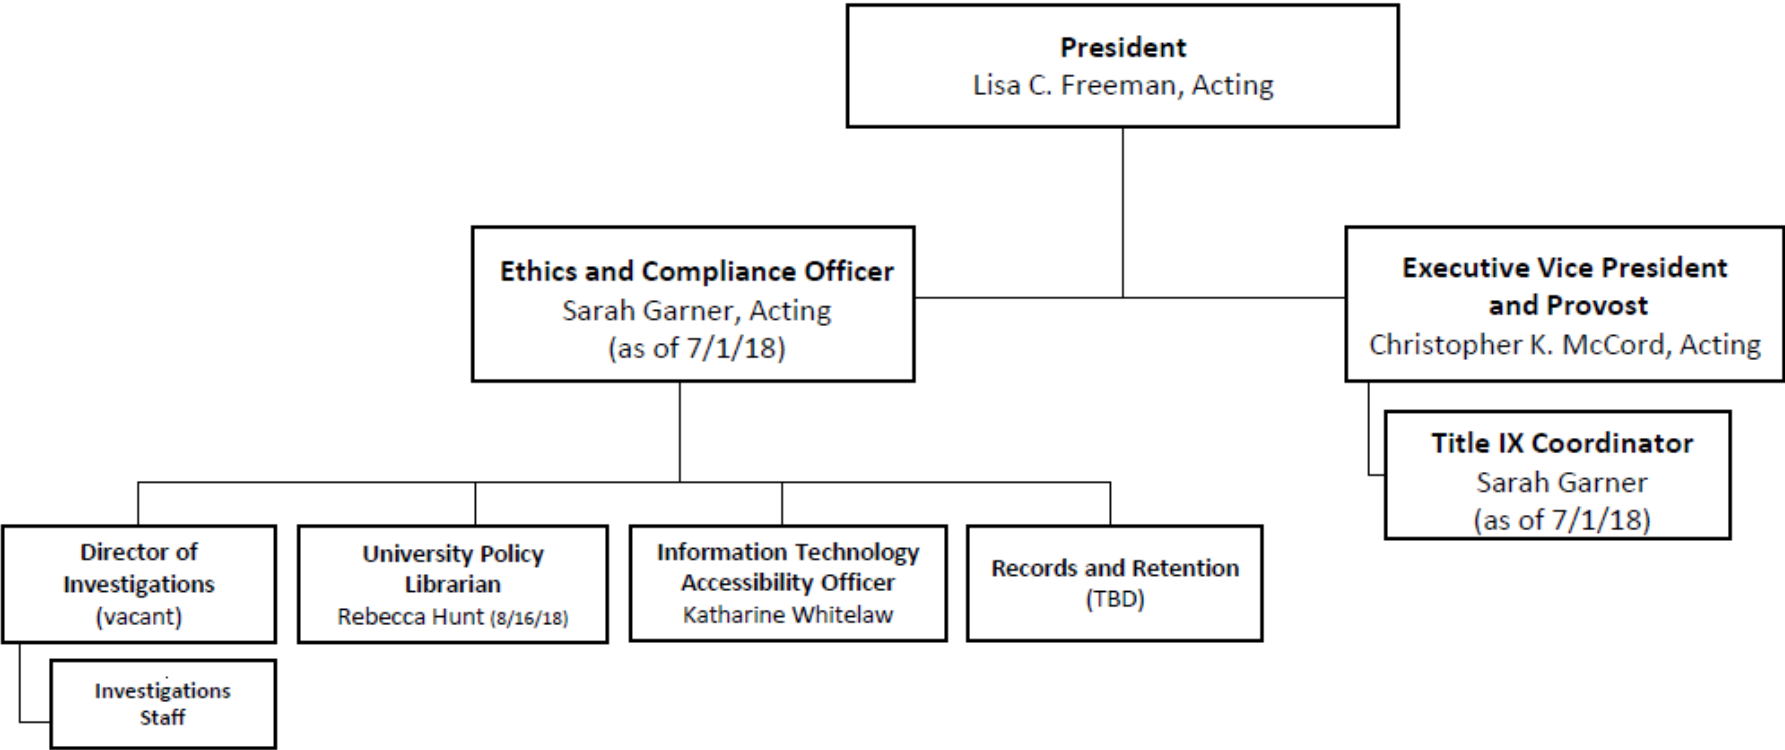 President
Lisa C. Freeman, Acting
Ethics and Compliance Officer
Sarah Garner, Acting
(as of 7/1/18)
Executive Vice President
and Provost
Christopher K. McCord, Acting
Title IX Coordinator
Sarah Garner
(as of 7/1/18)
Director of
Investigations
(vacant)
University Policy
Librarian
Rebecca Hunt (8/16/18)
Information Technology
Accessibility Officer
Katharine Whitelaw
Records and Retention
(TBD)
Investigations
Staff